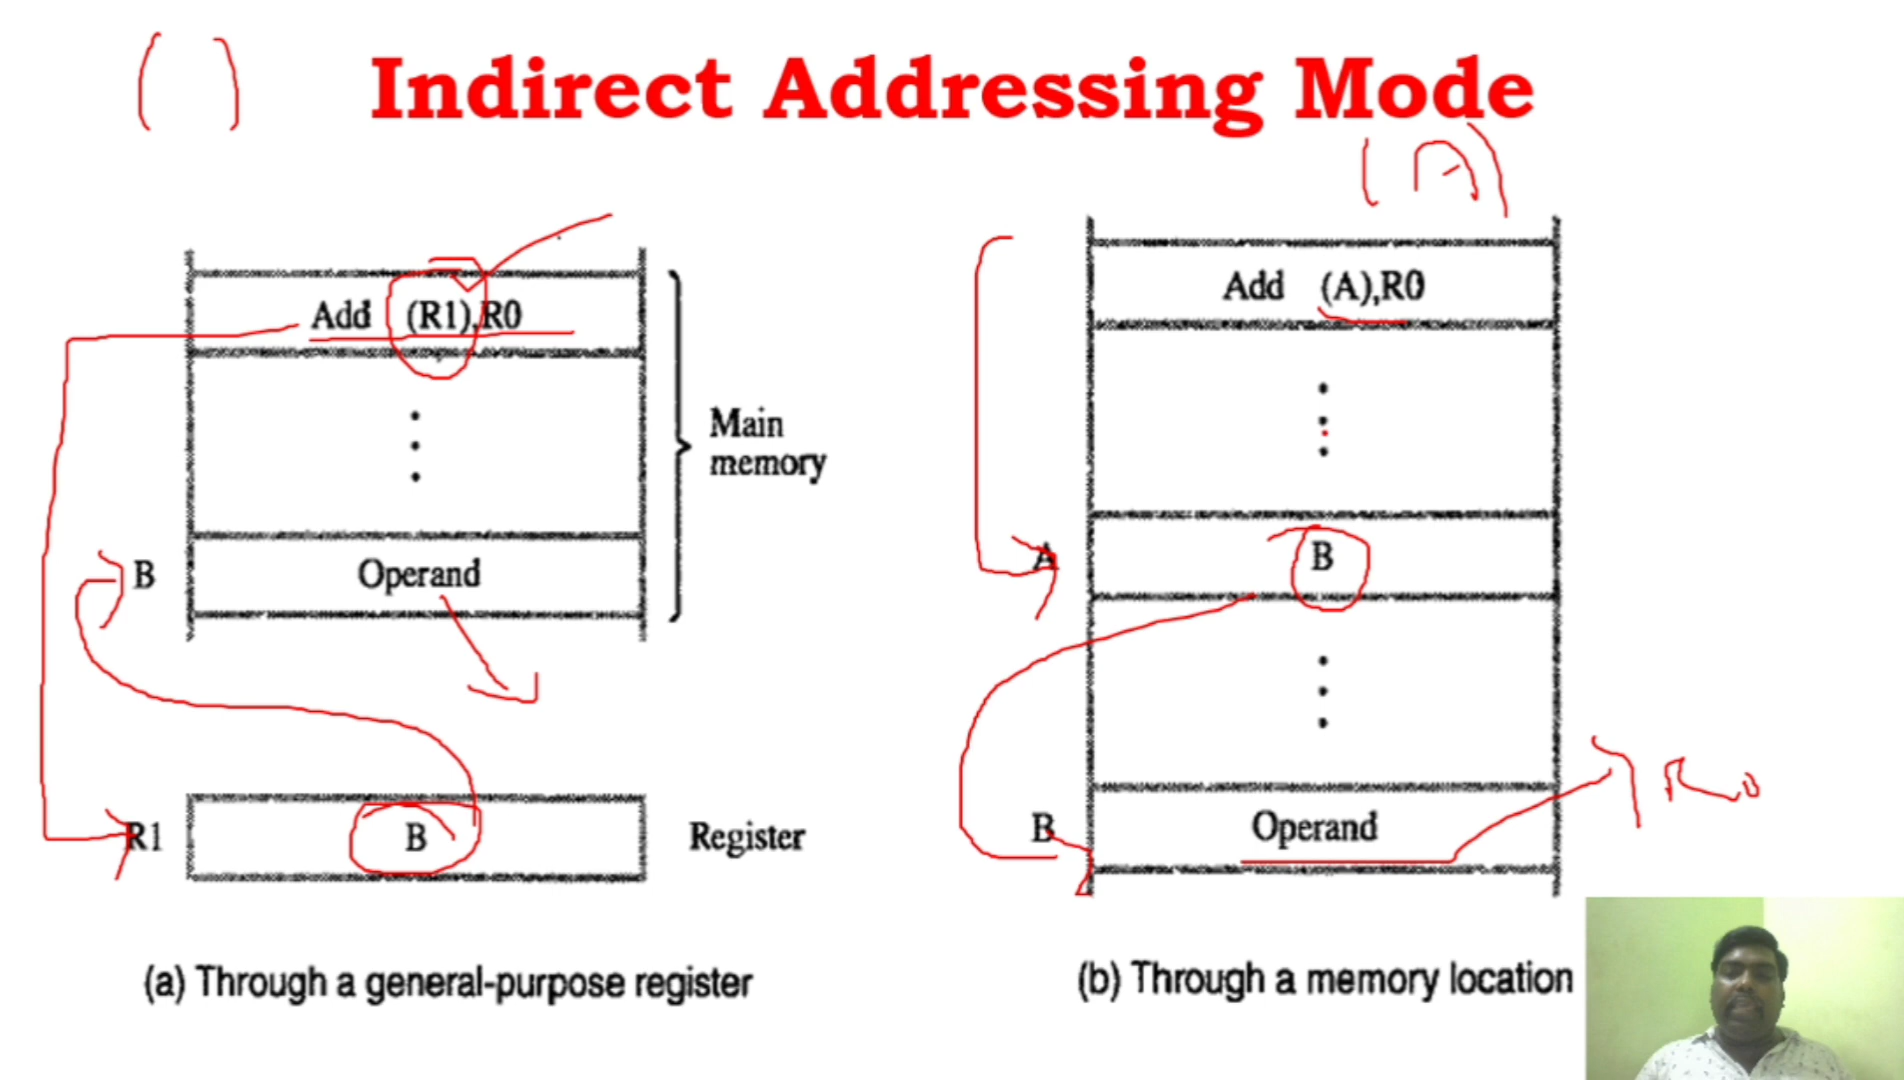 ( ) Indirect Addressing Mode
(A)
Add (R1),R0
Main
memory
B
Operand
R1
B
Register
(a) Through a general-purpose register
Add (A),R0
A
B
B
Operand
R0
(b) Through a memory location